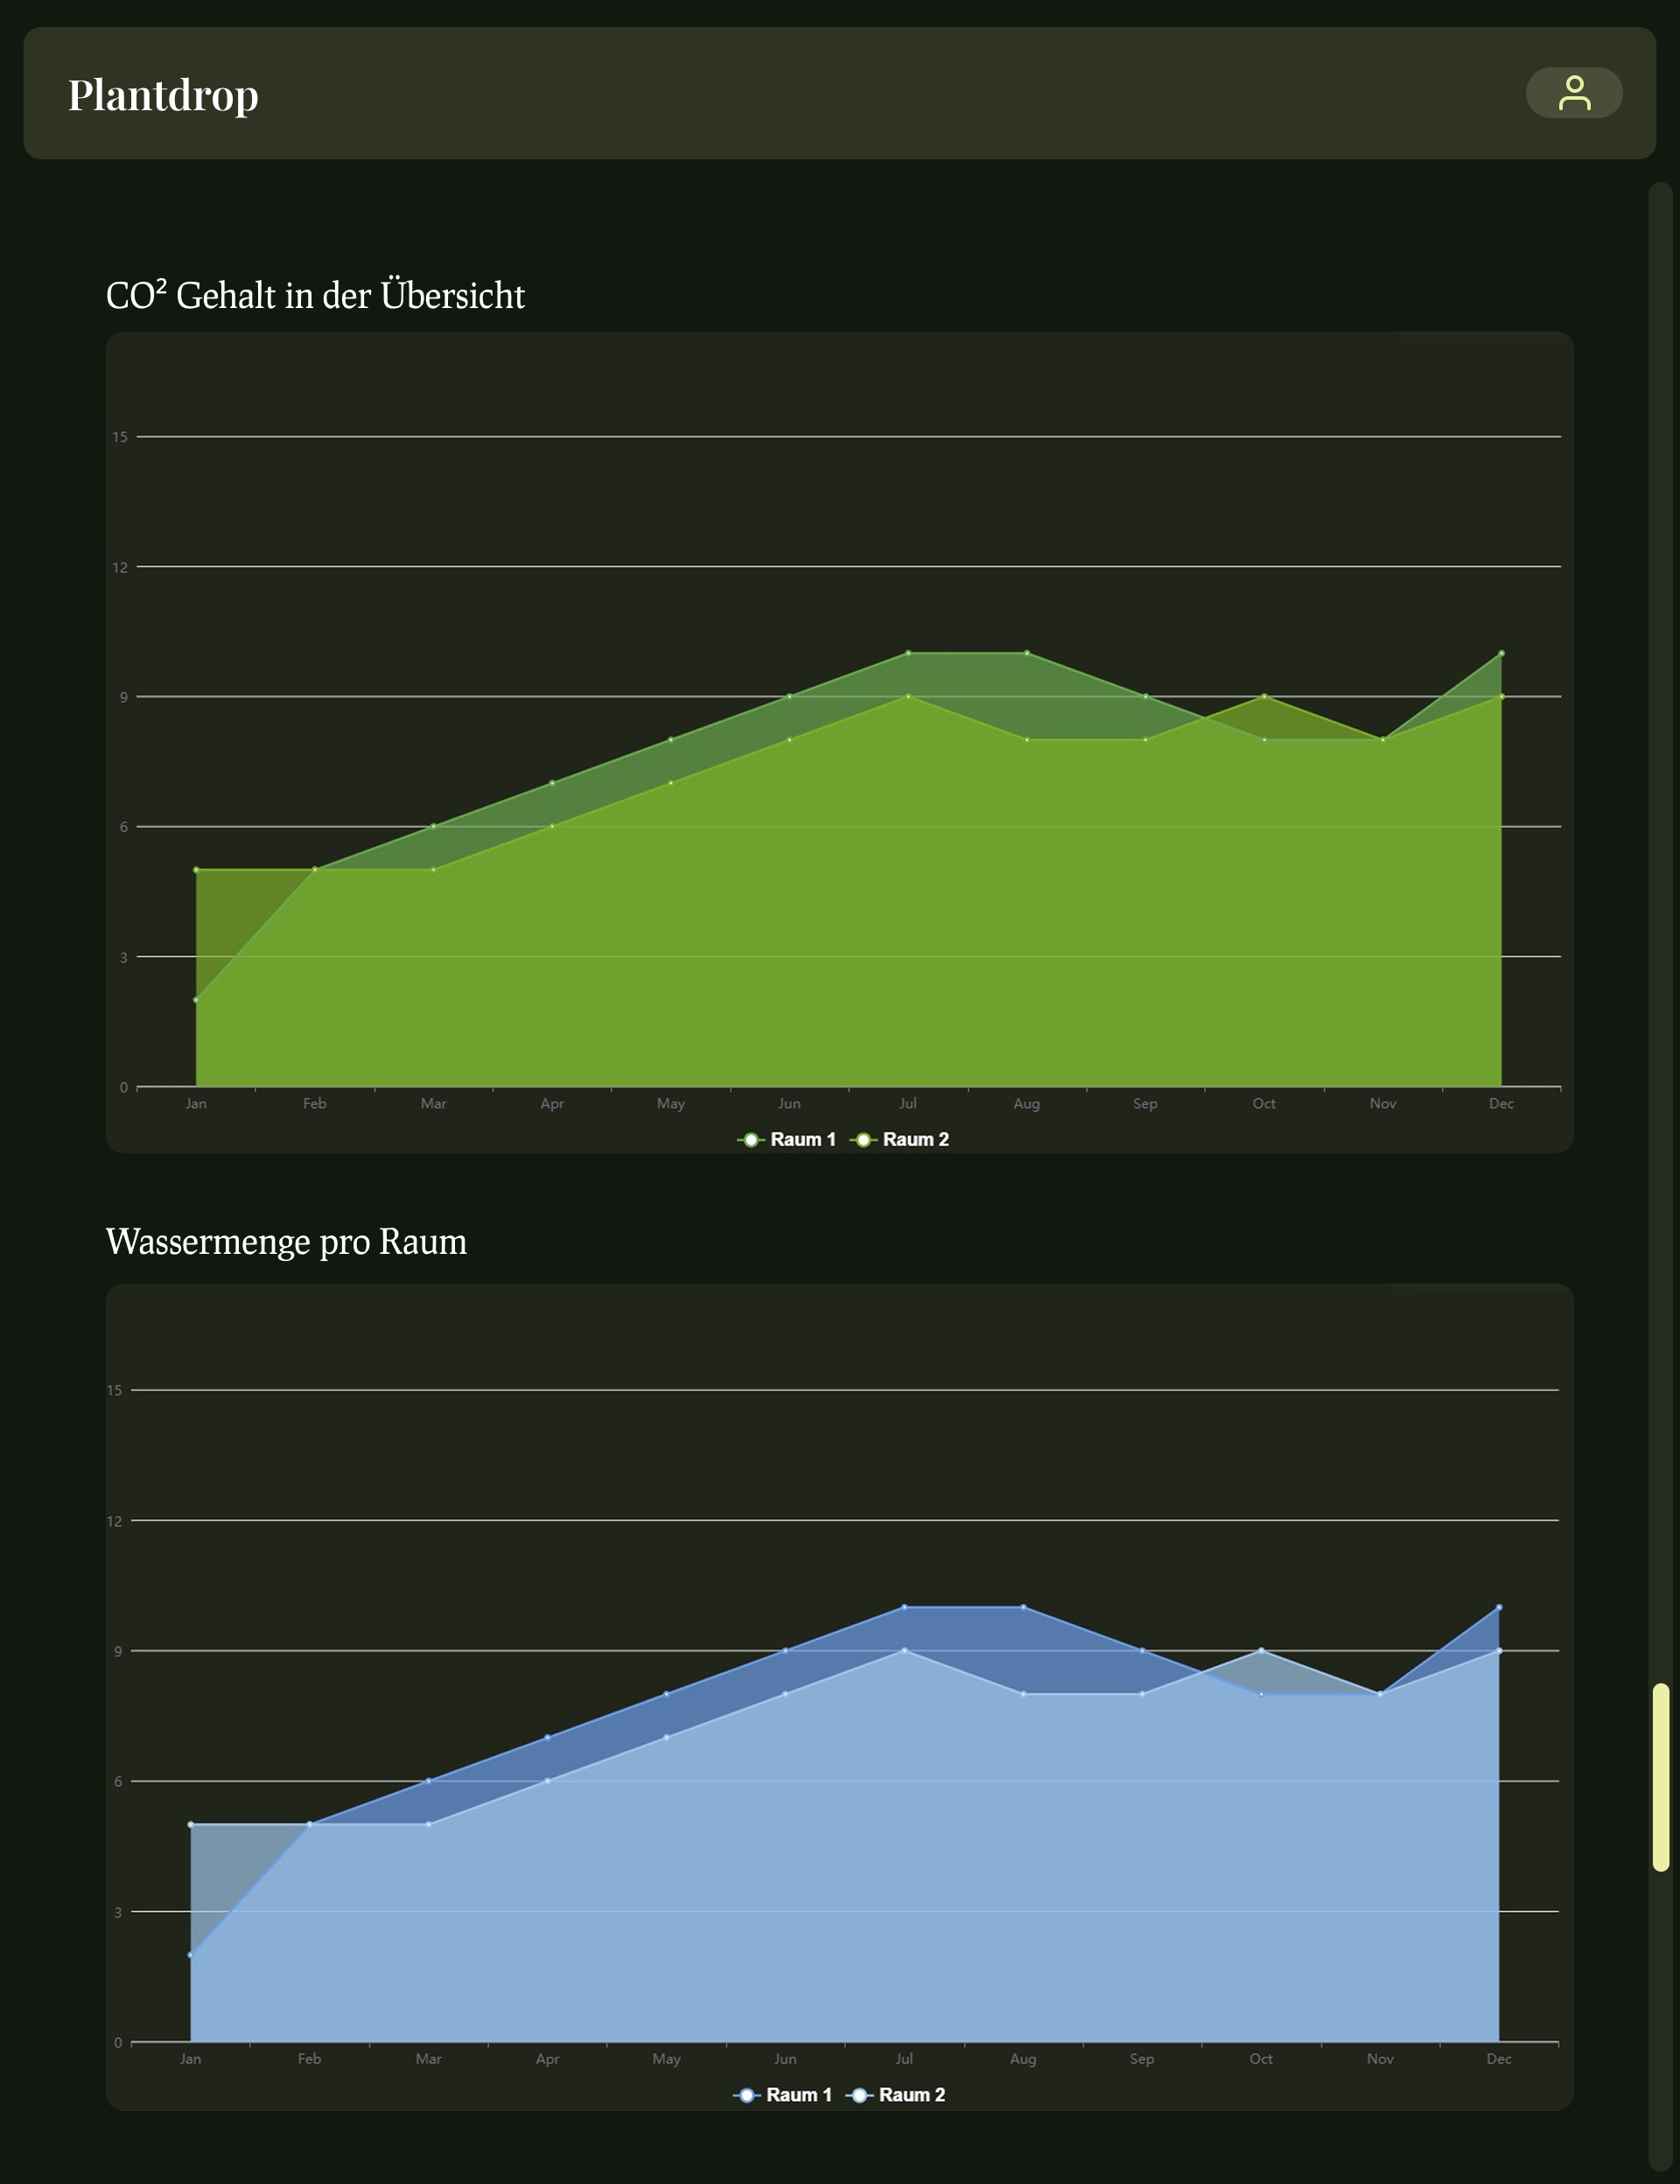 Plantdrop
CO² Gehalt in der Übersicht
15
12
9
6
3
0
Jan Feb Mar Apr May Jun Jul Aug Sep Oct Nov Dec
Raum 1 Raum 2
Wassermenge pro Raum
15
12
9
6
3
0
Jan Feb Mar Apr May Jun Jul Aug Sep Oct Nov Dec
Raum 1 Raum 2